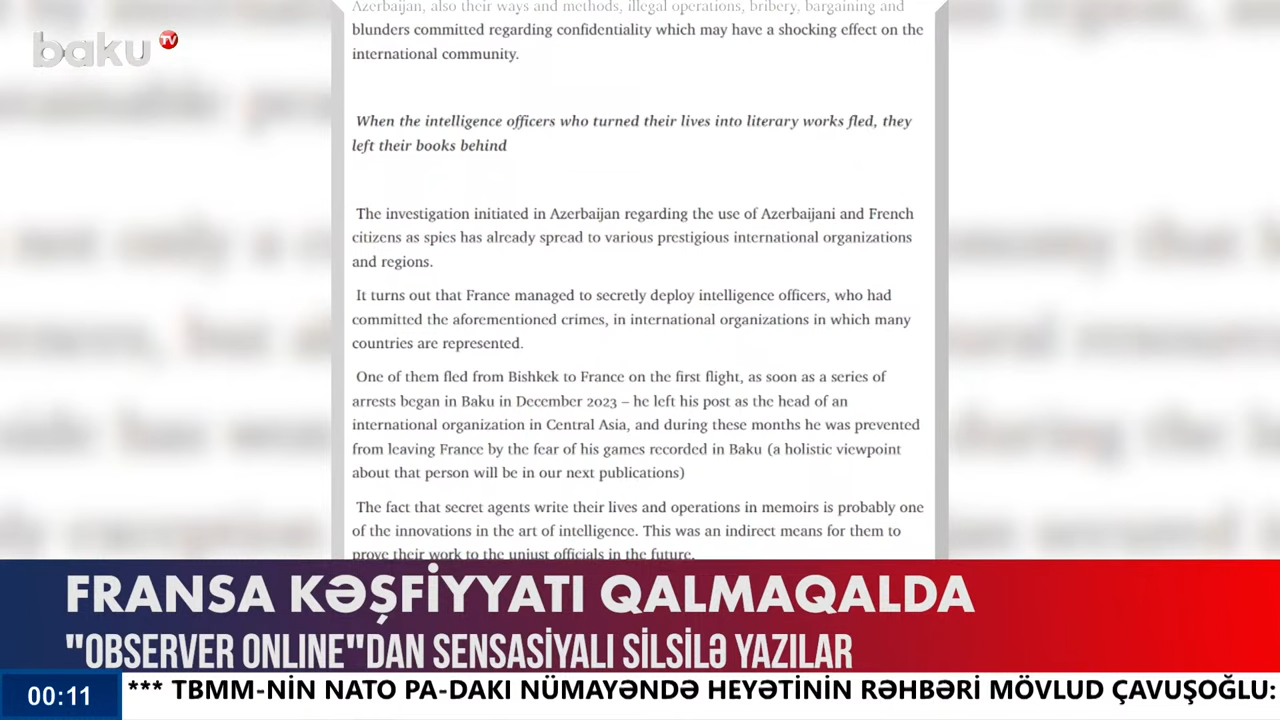 Azerbaijan, also their ways and methods, illegal operations, bribery, bargaining and
blunders committed regarding confidentiality which may have a shocking effect on the
international community.
baku TV
When the intelligence officers who turned their lives into literary works fled, they
left their books behind
The investigation initiated in Azerbaijan regarding the use of Azerbaijani and French
citizens as spies has already spread to various prestigious international organizations
and regions.
It turns out that France managed to secretly deploy intelligence officers, who had
committed the aforementioned crimes, in international organizations in which many
countries are represented.
One of them fled from Bishkek to France on the first flight, as soon as a series of
arrests began in Baku in December 2023 – he left his post as the head of an
international organization in Central Asia, and during these months he was prevented
from leaving France by the fear of his games recorded in Baku (a holistic viewpoint
about that person will be in our next publications)
The fact that secret agents write their lives and operations in memoirs is probably one
of the innovations in the art of intelligence. This was an indirect means for them to
prove their work to the unjust officials in the future.
FRANSA KƏŞFİYYATI QALMAQALDA
"OBSERVER ONLINE"DAN SENSASİYALI SİLSİLƏ YAZILAR
00:11 *** TBMM-NİN NATO PA-DAKI NÜMAYƏNDƏ HEYƏTİNİN RƏHBƏRİ MÖVLUD ÇAVUŞOĞLU: